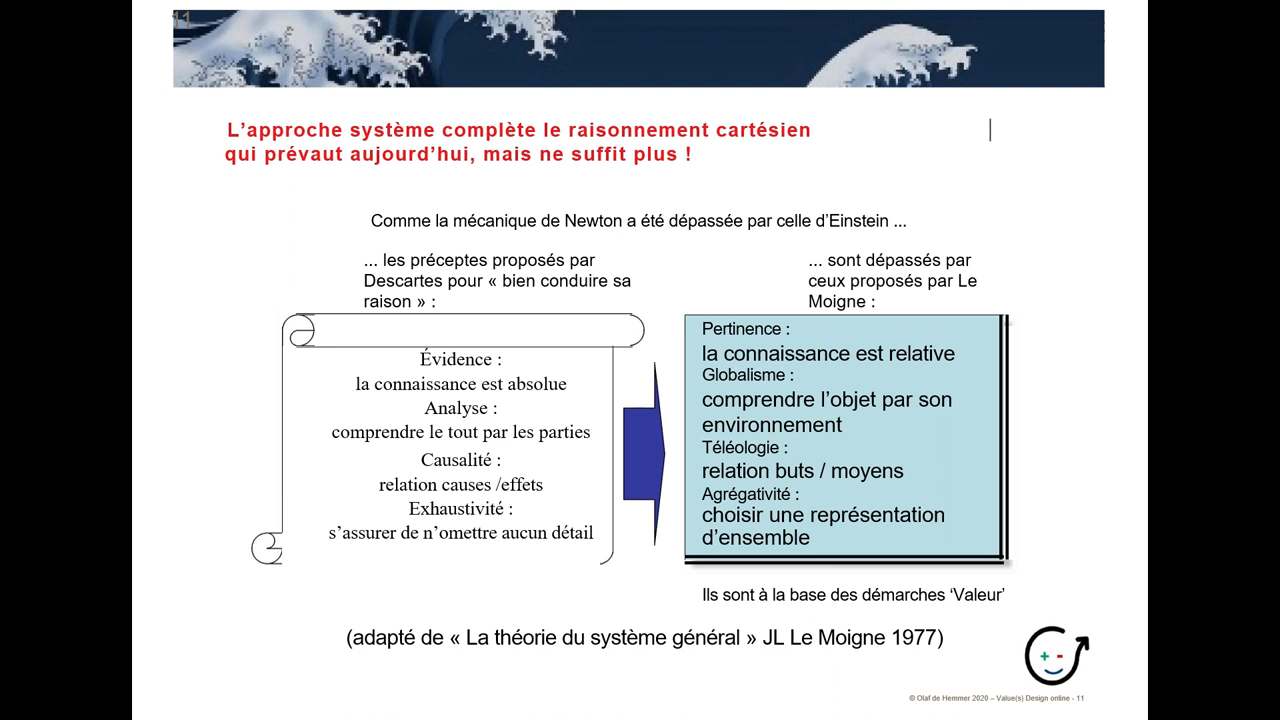 11
L’approche système complète le raisonnement cartésien
qui prévaut aujourd’hui, mais ne suffit plus !
Comme la mécanique de Newton a été dépassée par celle d’Einstein ...
... les préceptes proposés par
Descartes pour « bien conduire sa
raison » :
Évidence :
la connaissance est absolue
Analyse :
comprendre le tout par les parties
Causalité :
relation causes /effets
Exhaustivité :
s’assurer de n’omettre aucun détail
... sont dépassés par
ceux proposés par Le
Moigne :
Pertinence :
la connaissance est relative
Globalisme :
comprendre l’objet par son
environnement
Téléologie :
relation buts / moyens
Agrégativité :
choisir une représentation
d’ensemble
Ils sont à la base des démarches ‘Valeur’
(adapté de « La théorie du système général » JL Le Moigne 1977)
© Olaf de Hemmer 2020 – Value(s) Design online - 11